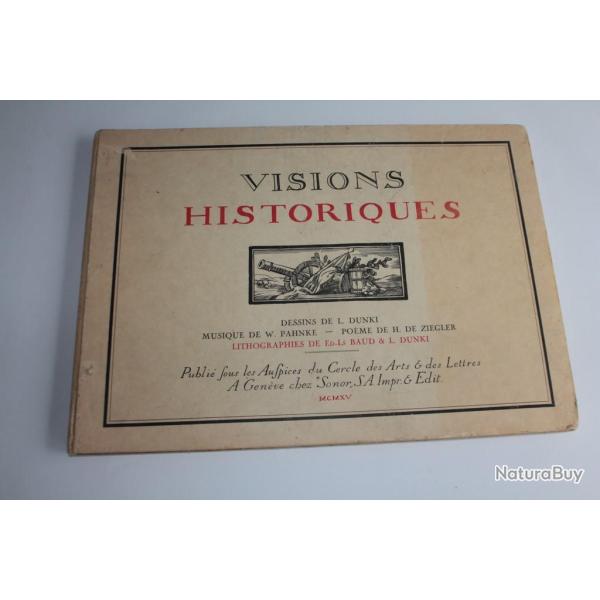 VISIONS
HISTORIQUES
DESSINS DE L. DUNKI
MUSIQUE DE W. PAHNKE — POÈME DE H. DE ZIEGLER
LITHOGRAPHIES DE ED-LS BAUD & L. DUNKI
Publié sous les Auspices du Cercle des Arts & des Lettres
A Genève chez "Sonor, S.A Impr. & Edit.
MCMXV
NaturaBuy